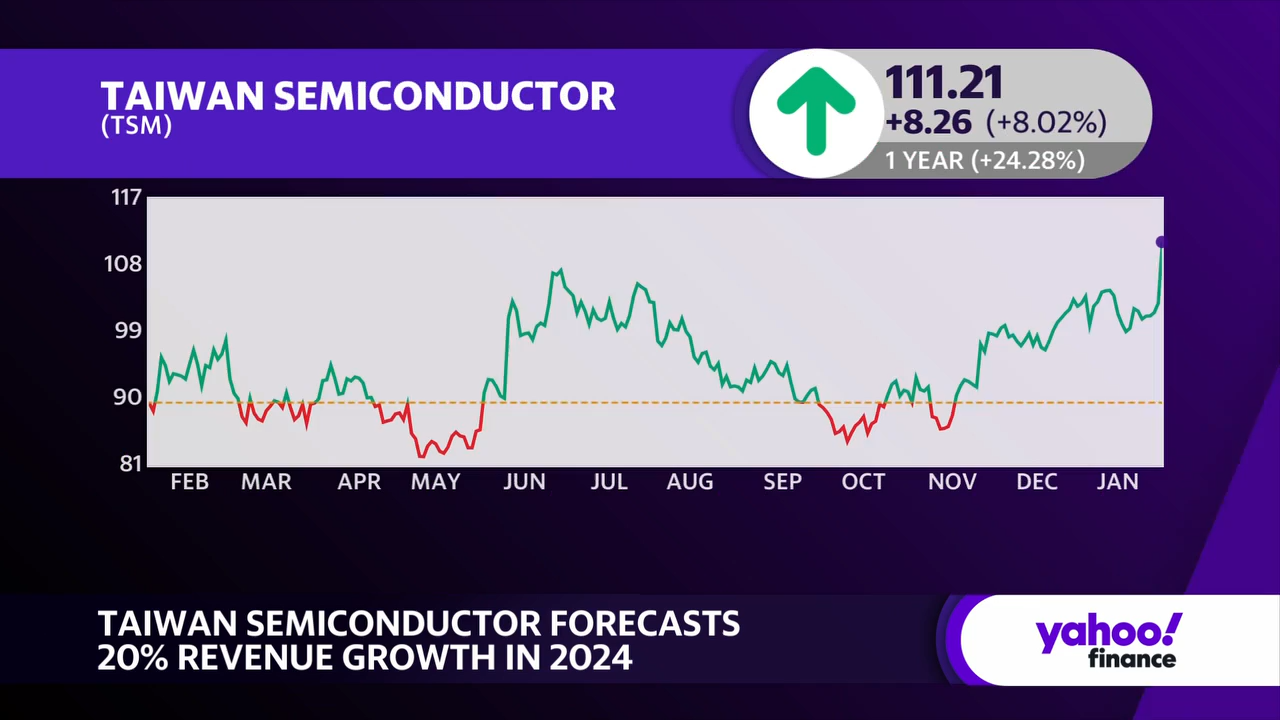 TAIWAN SEMICONDUCTOR
(TSM)
111.21
+8.26 (+8.02%)
1 YEAR (+24.28%)
117
108
99
90
81
FEB MAR APR MAY JUN JUL AUG SEP OCT NOV DEC JAN
TAIWAN SEMICONDUCTOR FORECASTS
20% REVENUE GROWTH IN 2024
yahoo!
finance